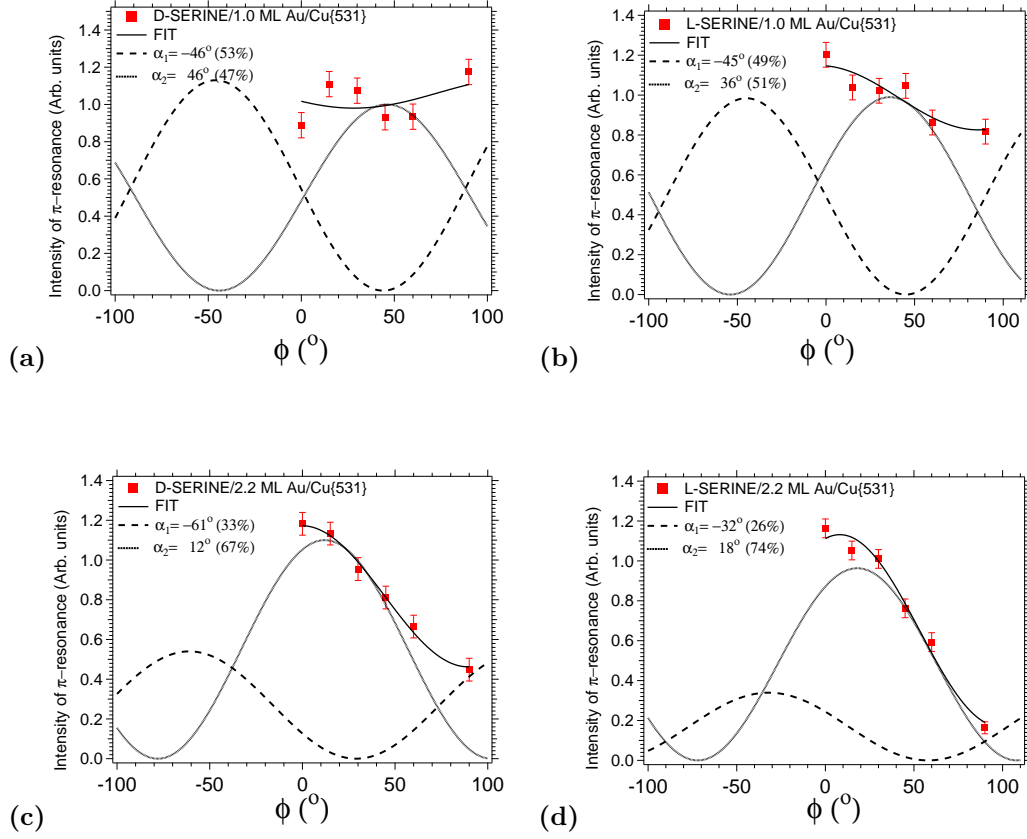 D-SERINE/1.0 ML Au/Cu{531}
FIT
α1= −46° (53%)
α2= 46° (47%)
Intensity of π−resonance (Arb. units)
1.4
1.2
1.0
0.8
0.6
0.4
0.2
0.0
-100 -50 0 50 100
ϕ (°)
(a)
L-SERINE/1.0 ML Au/Cu{531}
FIT
α1= −45° (49%)
α2= 36° (51%)
Intensity of π−resonance (Arb. units)
1.4
1.2
1.0
0.8
0.6
0.4
0.2
0.0
-100 -50 0 50 100
ϕ (°)
(b)
D-SERINE/2.2 ML Au/Cu{531}
FIT
α1= −61° (33%)
α2= 12° (67%)
Intensity of π−resonance (Arb. units)
1.4
1.2
1.0
0.8
0.6
0.4
0.2
0.0
-100 -50 0 50 100
ϕ (°)
(c)
L-SERINE/2.2 ML Au/Cu{531}
FIT
α1= −32° (26%)
α2= 18° (74%)
Intensity of π−resonance (Arb. units)
1.4
1.2
1.0
0.8
0.6
0.4
0.2
0.0
-100 -50 0 50 100
ϕ (°)
(d)